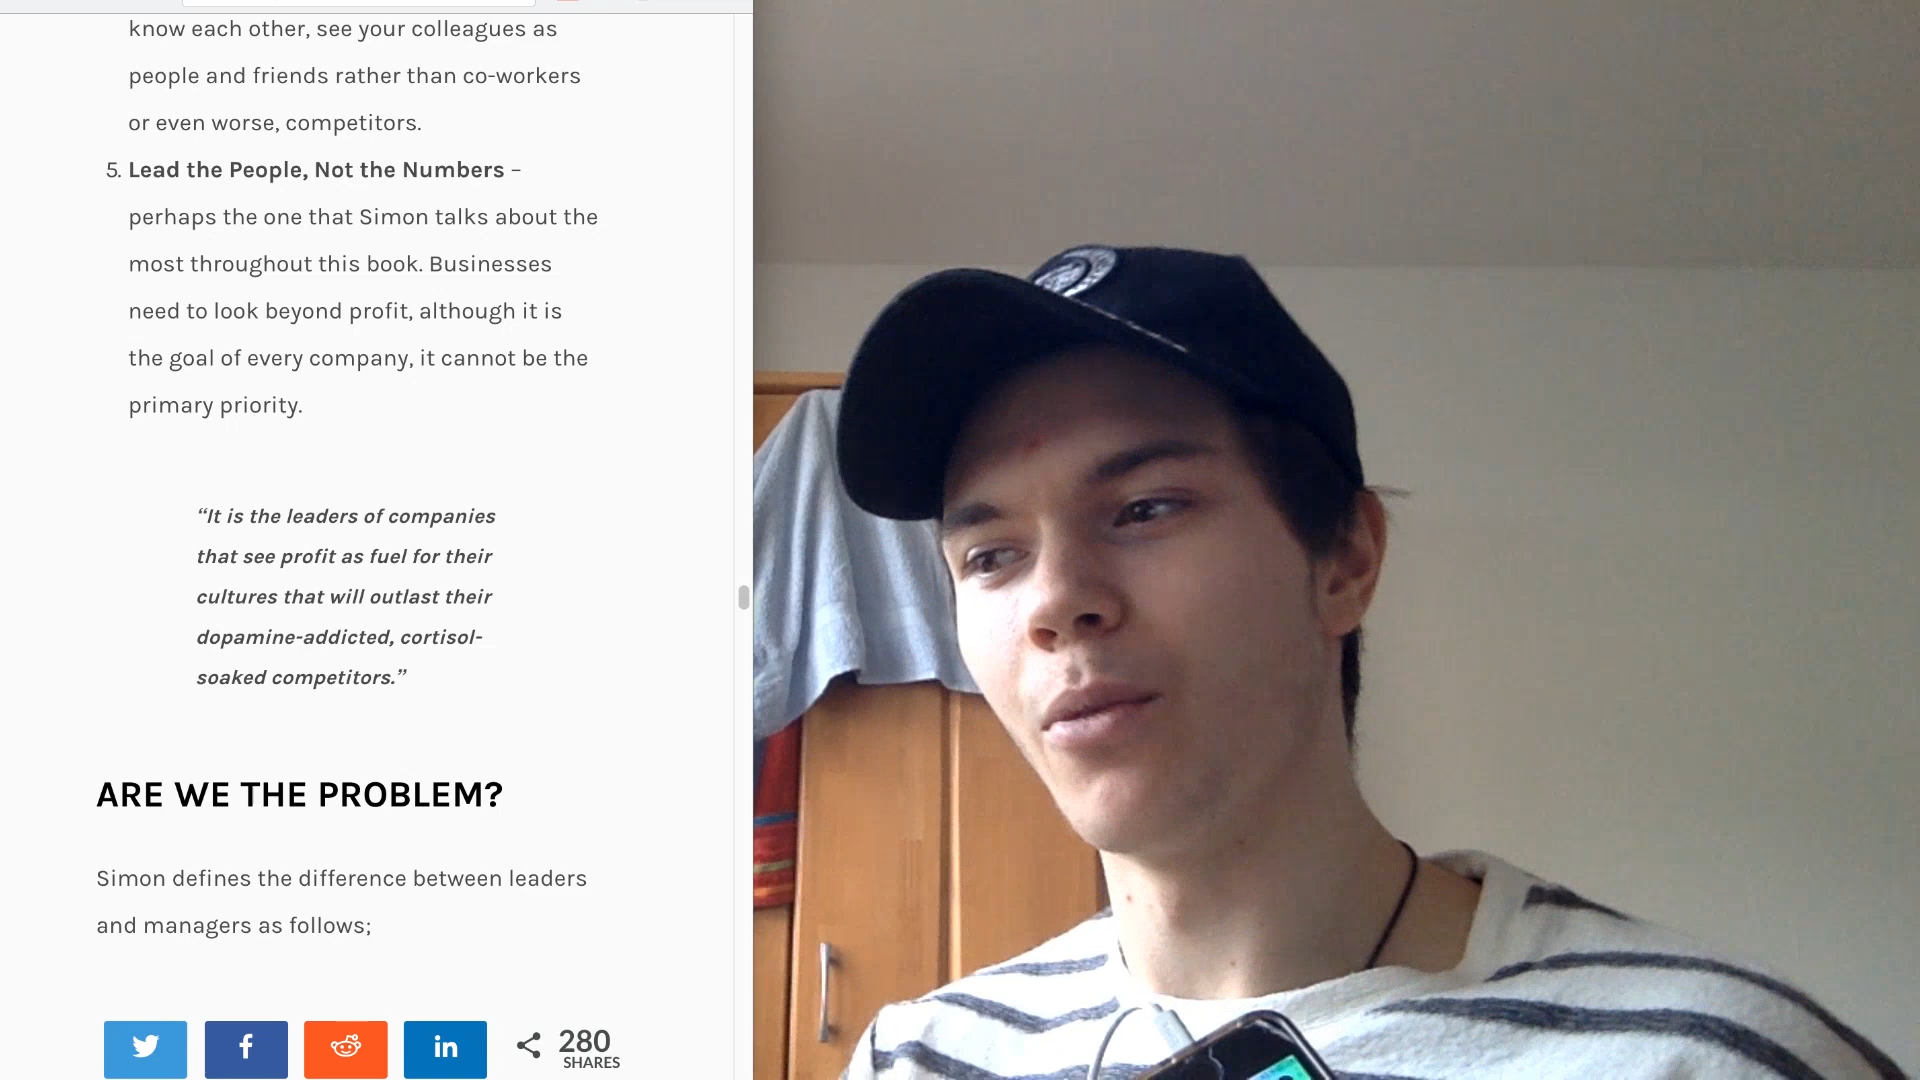 know each other, see your colleagues as
people and friends rather than co-workers
or even worse, competitors.
5. Lead the People, Not the Numbers –
perhaps the one that Simon talks about the
most throughout this book. Businesses
need to look beyond profit, although it is
the goal of every company, it cannot be the
primary priority.
“It is the leaders of companies
that see profit as fuel for their
cultures that will outlast their
dopamine-addicted, cortisol-
soaked competitors.”
ARE WE THE PROBLEM?
Simon defines the difference between leaders
and managers as follows;
f
in
280
SHARES